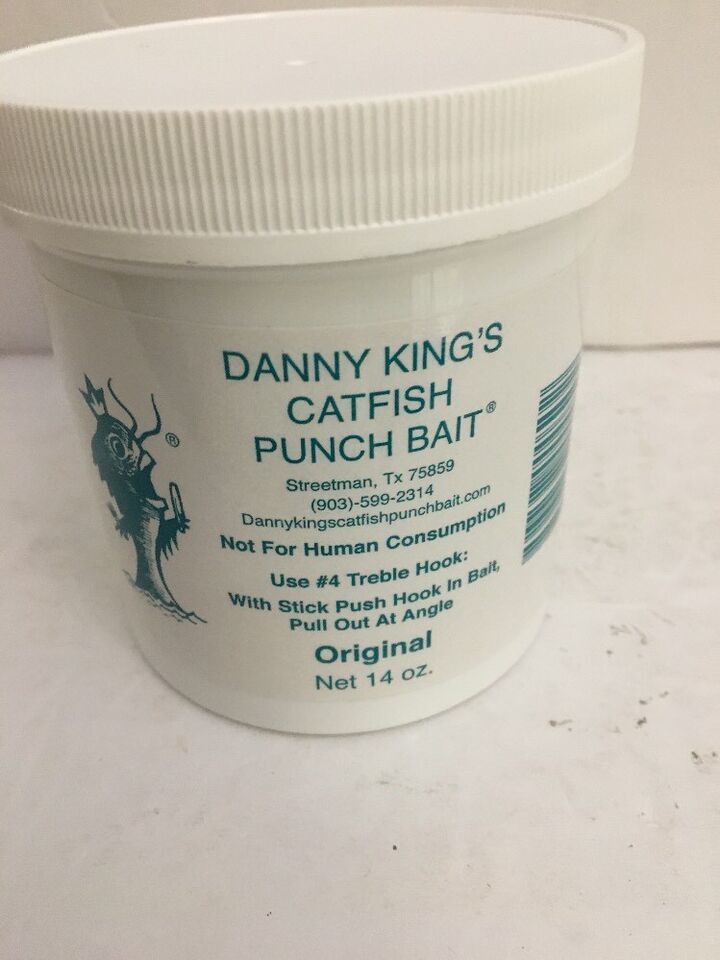 DANNY KING'S
CATFISH
PUNCH BAIT®
®
Streetman, Tx 75859
(903)-599-2314
Dannykingscatfishpunchbait.com
Not For Human Consumption
Use #4 Treble Hook:
With Stick Push Hook In Bait,
Pull Out At Angle
Original
Net 14 oz.